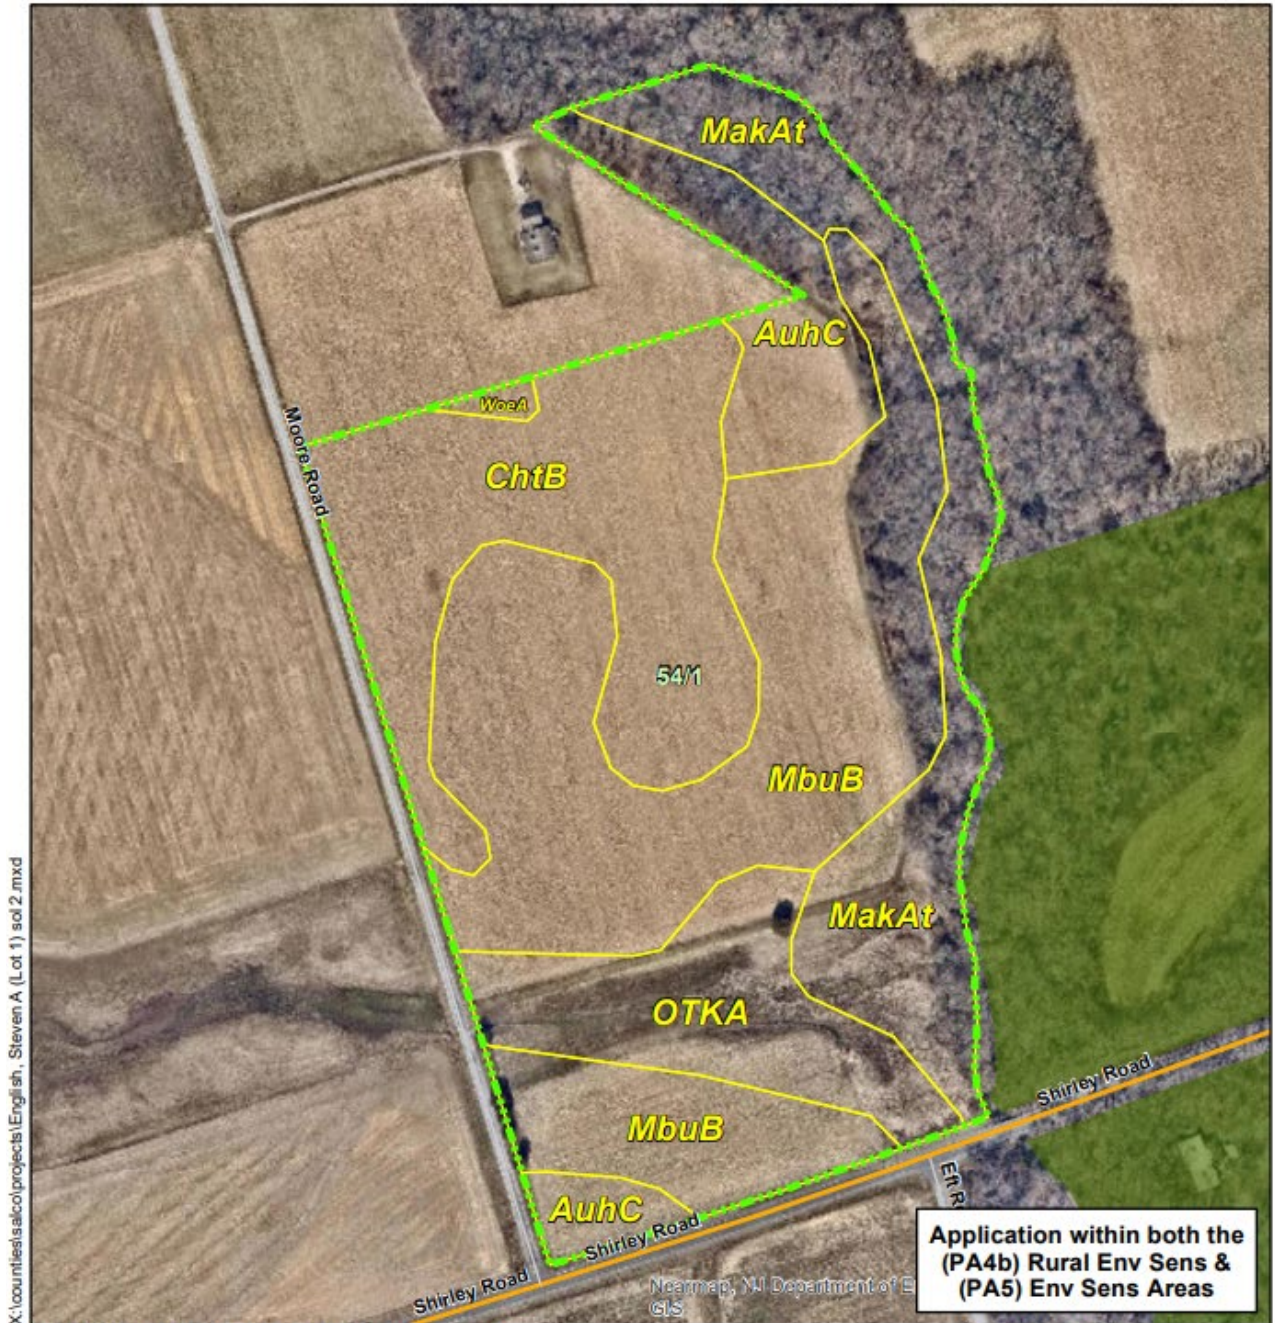 MakAt
AuhC
WoeA
Moore Road
ChtB
54/1
MbuB
MakAt
OTKA
MbuB
AuhC
Shirley Road
Shirley Road
Shirley Road
Eft
Application within both the
(PA4b) Rural Env Sens &
(PA5) Env Sens Areas
Nearmap, NJ Department of
GIS
X:\counties\salco\projects\English, Steven A (Lot 1) sol 2.mxd